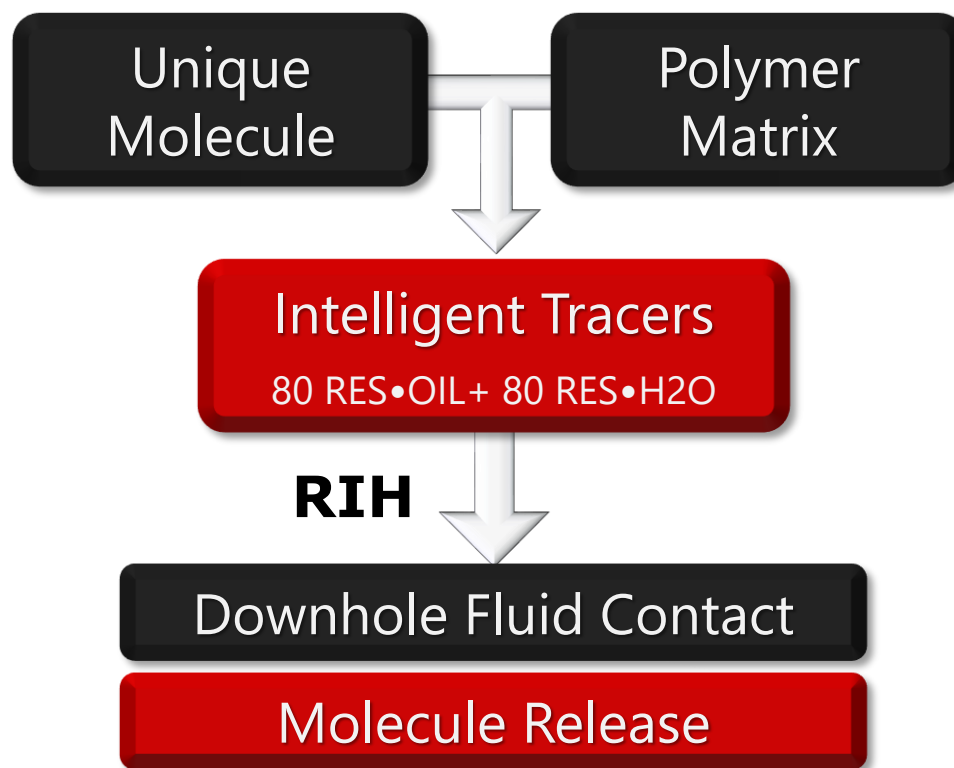 Unique
Molecule
Polymer
Matrix
Intelligent Tracers
80 RES•OIL+ 80 RES•H2O
RIH
Downhole Fluid Contact
Molecule Release